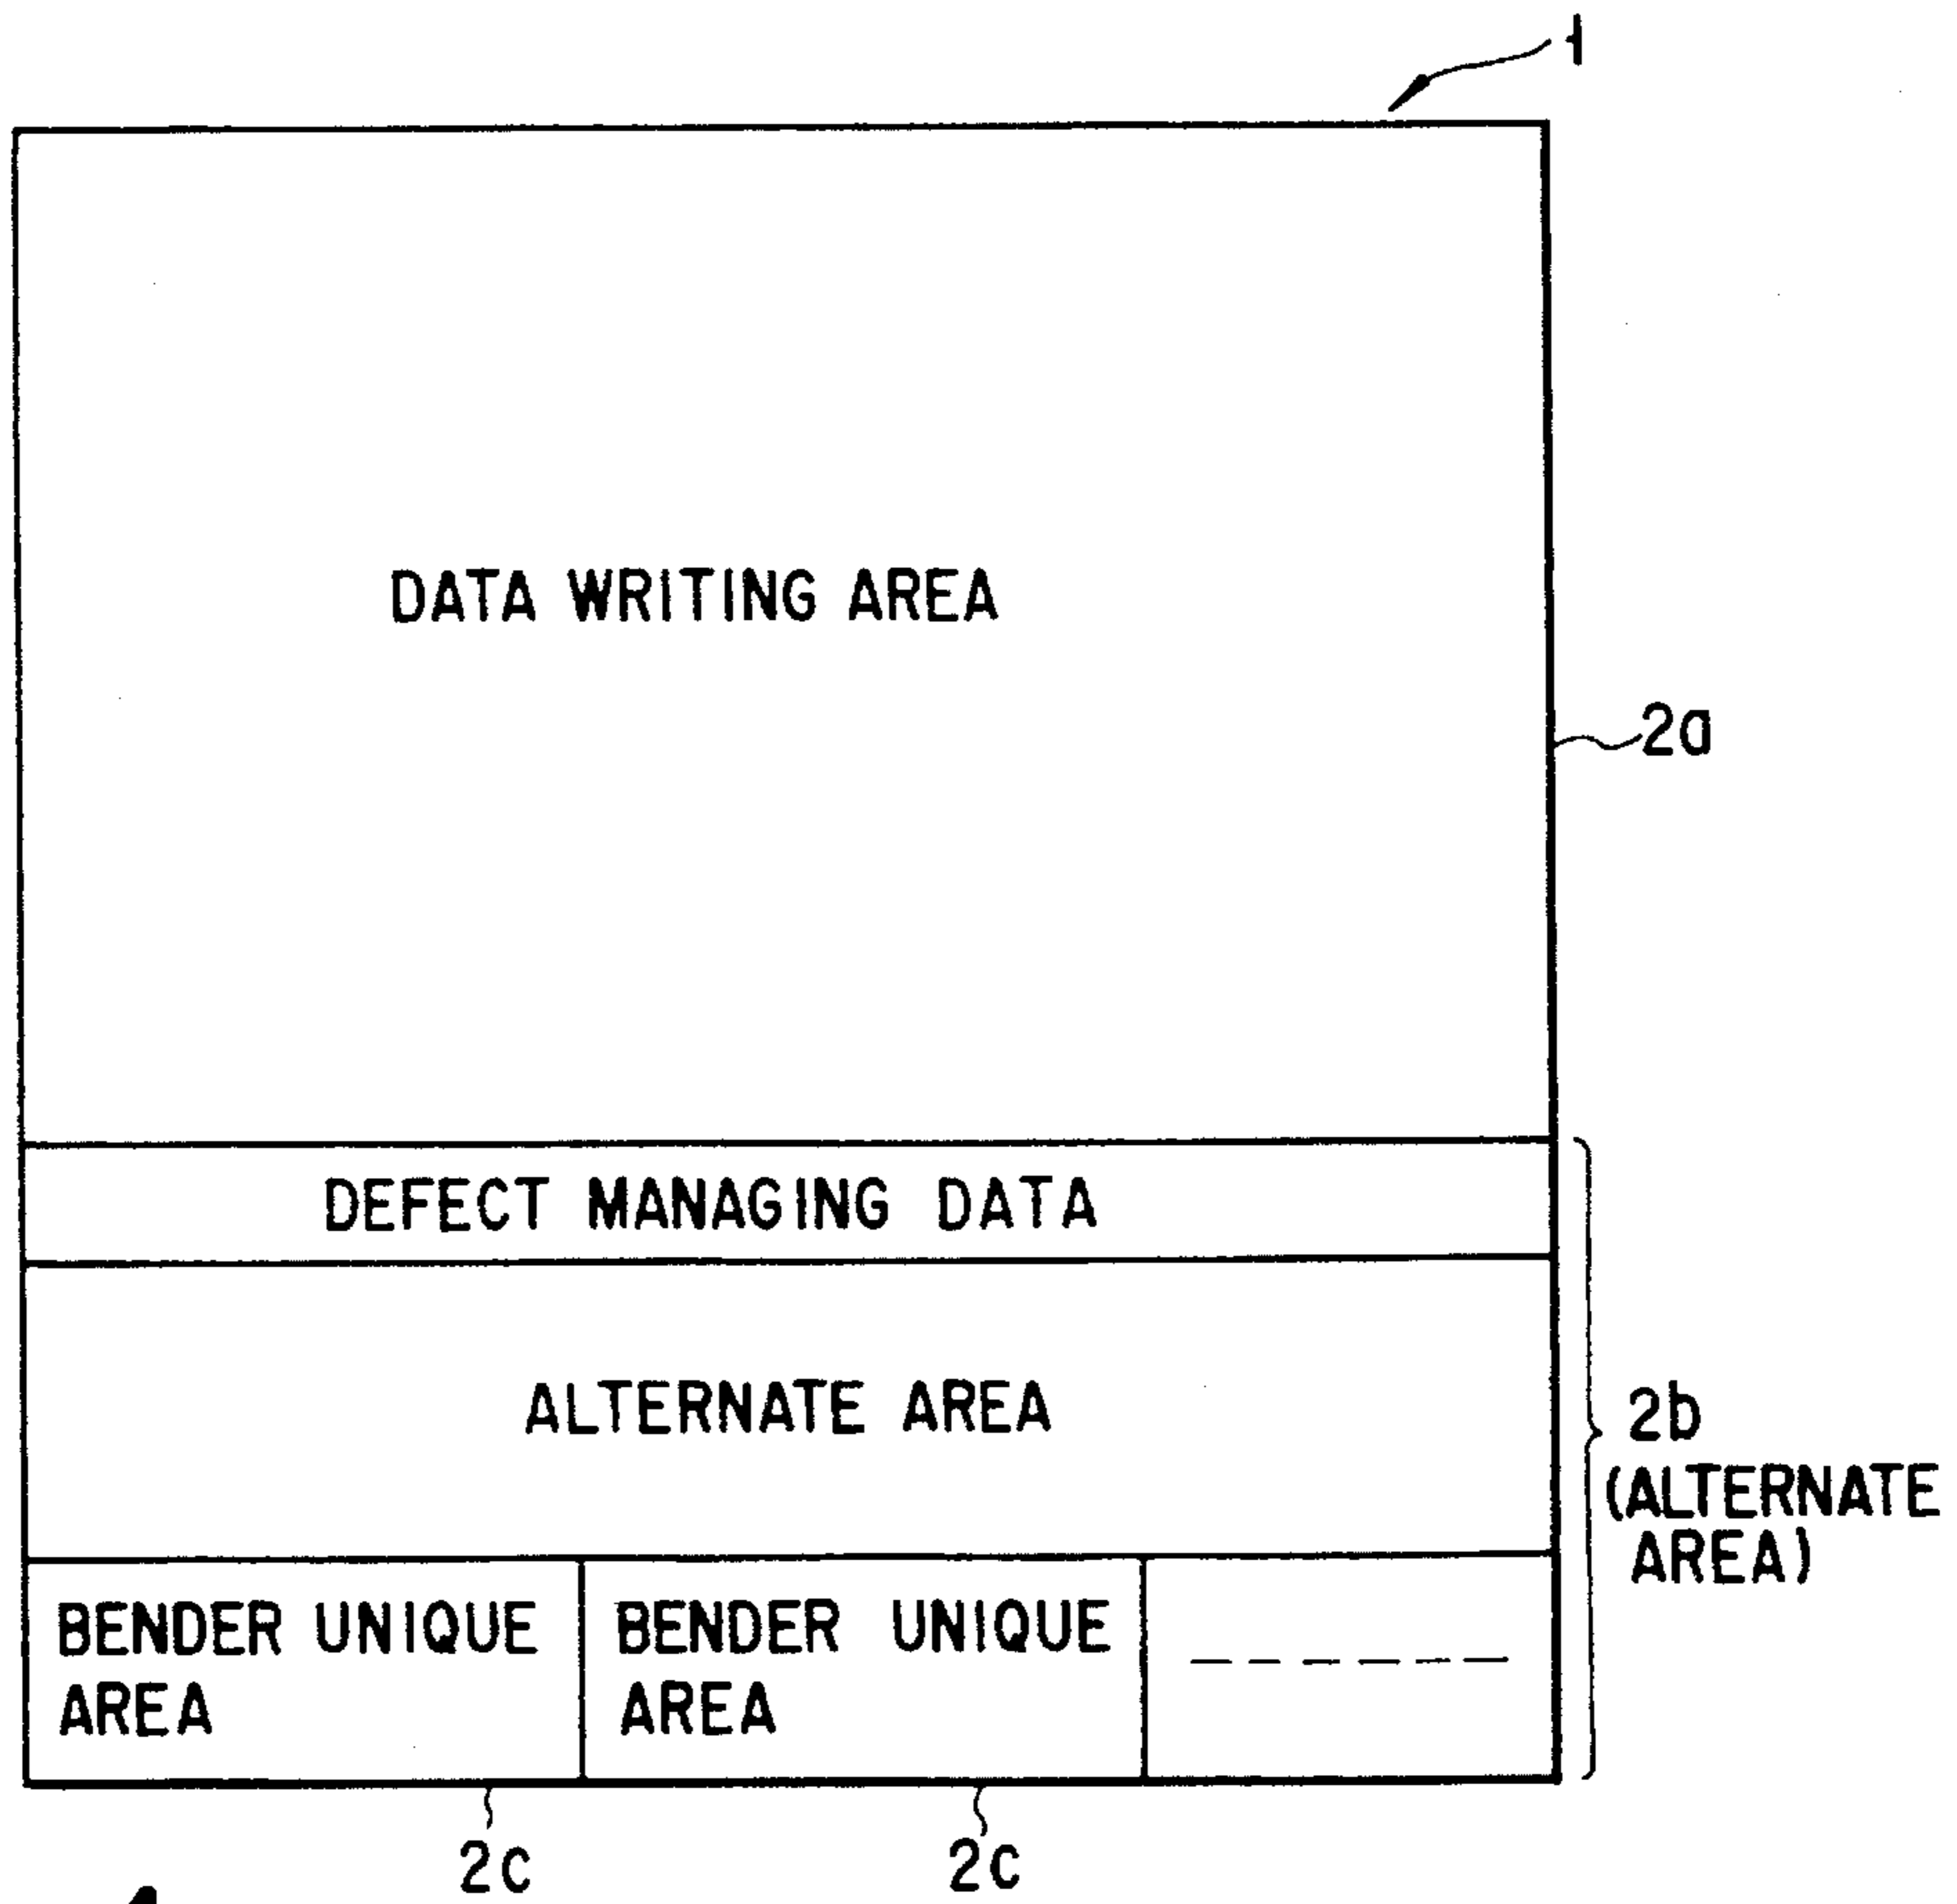 1
DATA WRITING AREA
2a
DEFECT MANAGING DATA
ALTERNATE AREA
2b
(ALTERNATE
AREA)
BENDER UNIQUE
AREA
BENDER UNIQUE
AREA
2c
2c